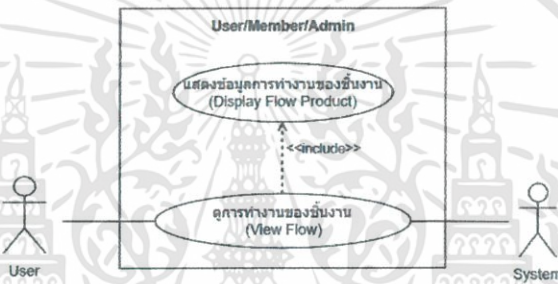 User/Member/Admin
แสดงข้อมูลการทำงานของชิ้นงาน
(Display Flow Product)
<<include>>
ดูการทำงานของชิ้นงาน
(View Flow)
User
System